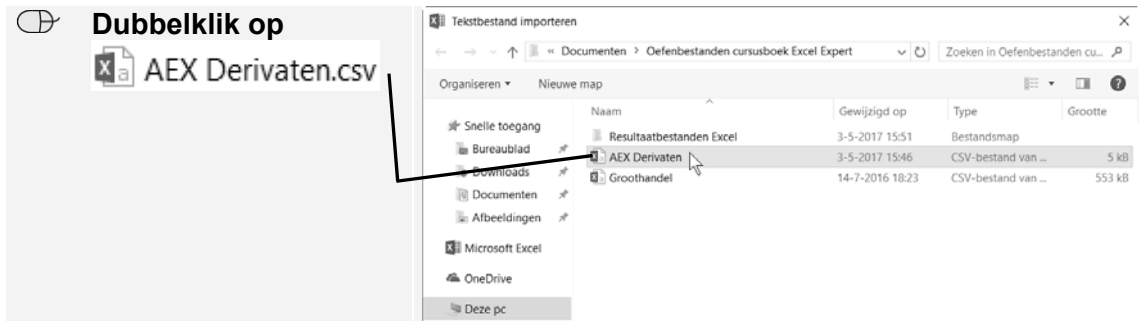 Dubbelklik op
AEX Derivaten.csv
Tekstbestand importeren
« Documenten > Oefenbestanden cursusboek Excel Expert
Zoeken in Oefenbestanden cu...
Organiseren
Nieuwe map
Naam
Gewijzigd op
Type
Grootte
Snelle toegang
Bureaublad
Downloads
Documenten
Afbeeldingen
Microsoft Excel
OneDrive
Deze pc
Resultaatbestanden Excel 3-5-2017 15:51 Bestandsmap
AEX Derivaten 3-5-2017 15:46 CSV-bestand van ... 5 kB
Groothandel 14-7-2016 18:23 CSV-bestand van ... 553 kB